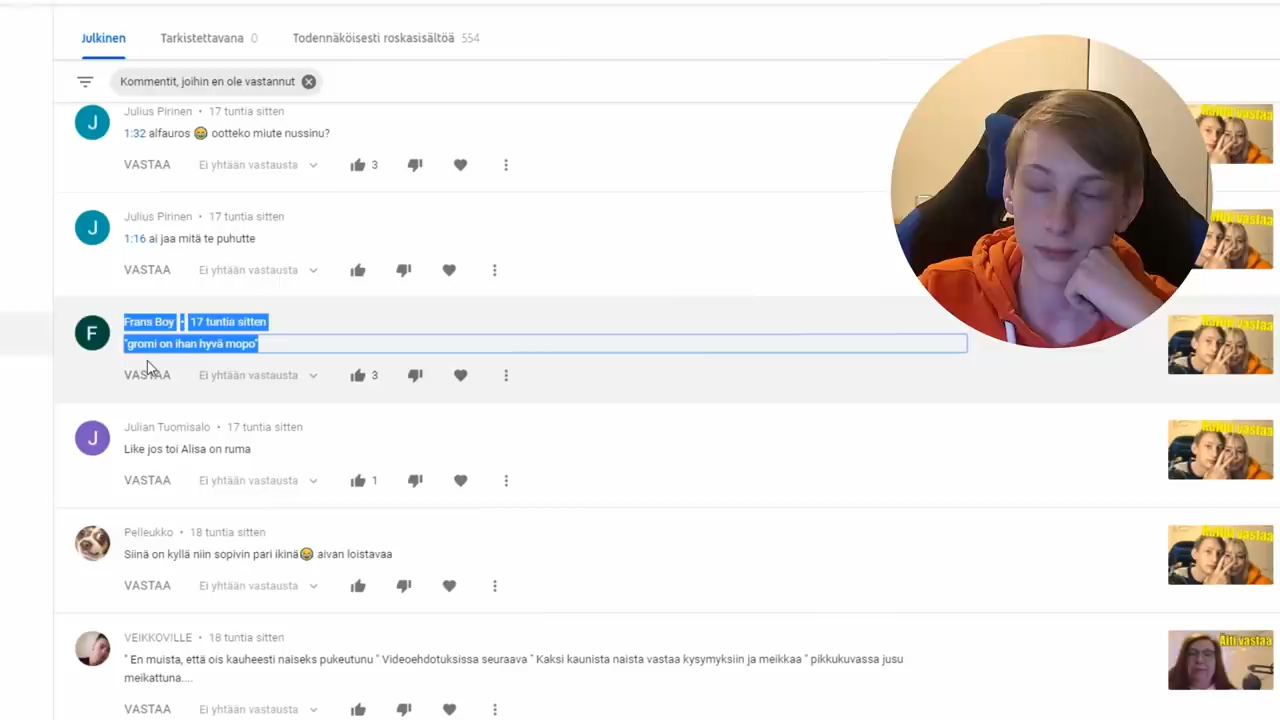 Julkinen Tarkistettavana 0 Todennäköisesti roskasisältöä 554
Kommentit, joihin en ole vastannut
Julius Pirinen • 17 tuntia sitten
1:32 alfauros 😂 ootteko miute nussinu?
VASTAA Ei yhtään vastausta 3
Julius Pirinen • 17 tuntia sitten
1:16 ai jaa mitä te puhutte
VASTAA Ei yhtään vastausta
Frans Boy • 17 tuntia sitten
"gromi on ihan hyvä mopo"
VASTAA Ei yhtään vastausta 3
Julian Tuomisalo • 17 tuntia sitten
Like jos toi Alisa on ruma
VASTAA Ei yhtään vastausta 1
Pelleukko • 18 tuntia sitten
Siinä on kyllä niin sopivin pari ikinä😂 aivan loistavaa
VASTAA Ei yhtään vastausta
VEIKKOVILLE • 18 tuntia sitten
" En muista, että ois kauheesti naiseks pukeutunu " Videoehdotuksissa seuraava " Kaksi kaunista naista vastaa kysymyksiin ja meikkaa " pikkukuvassa jusu
meikattuna....
VASTAA Ei yhtään vastausta
Äiti vastaa